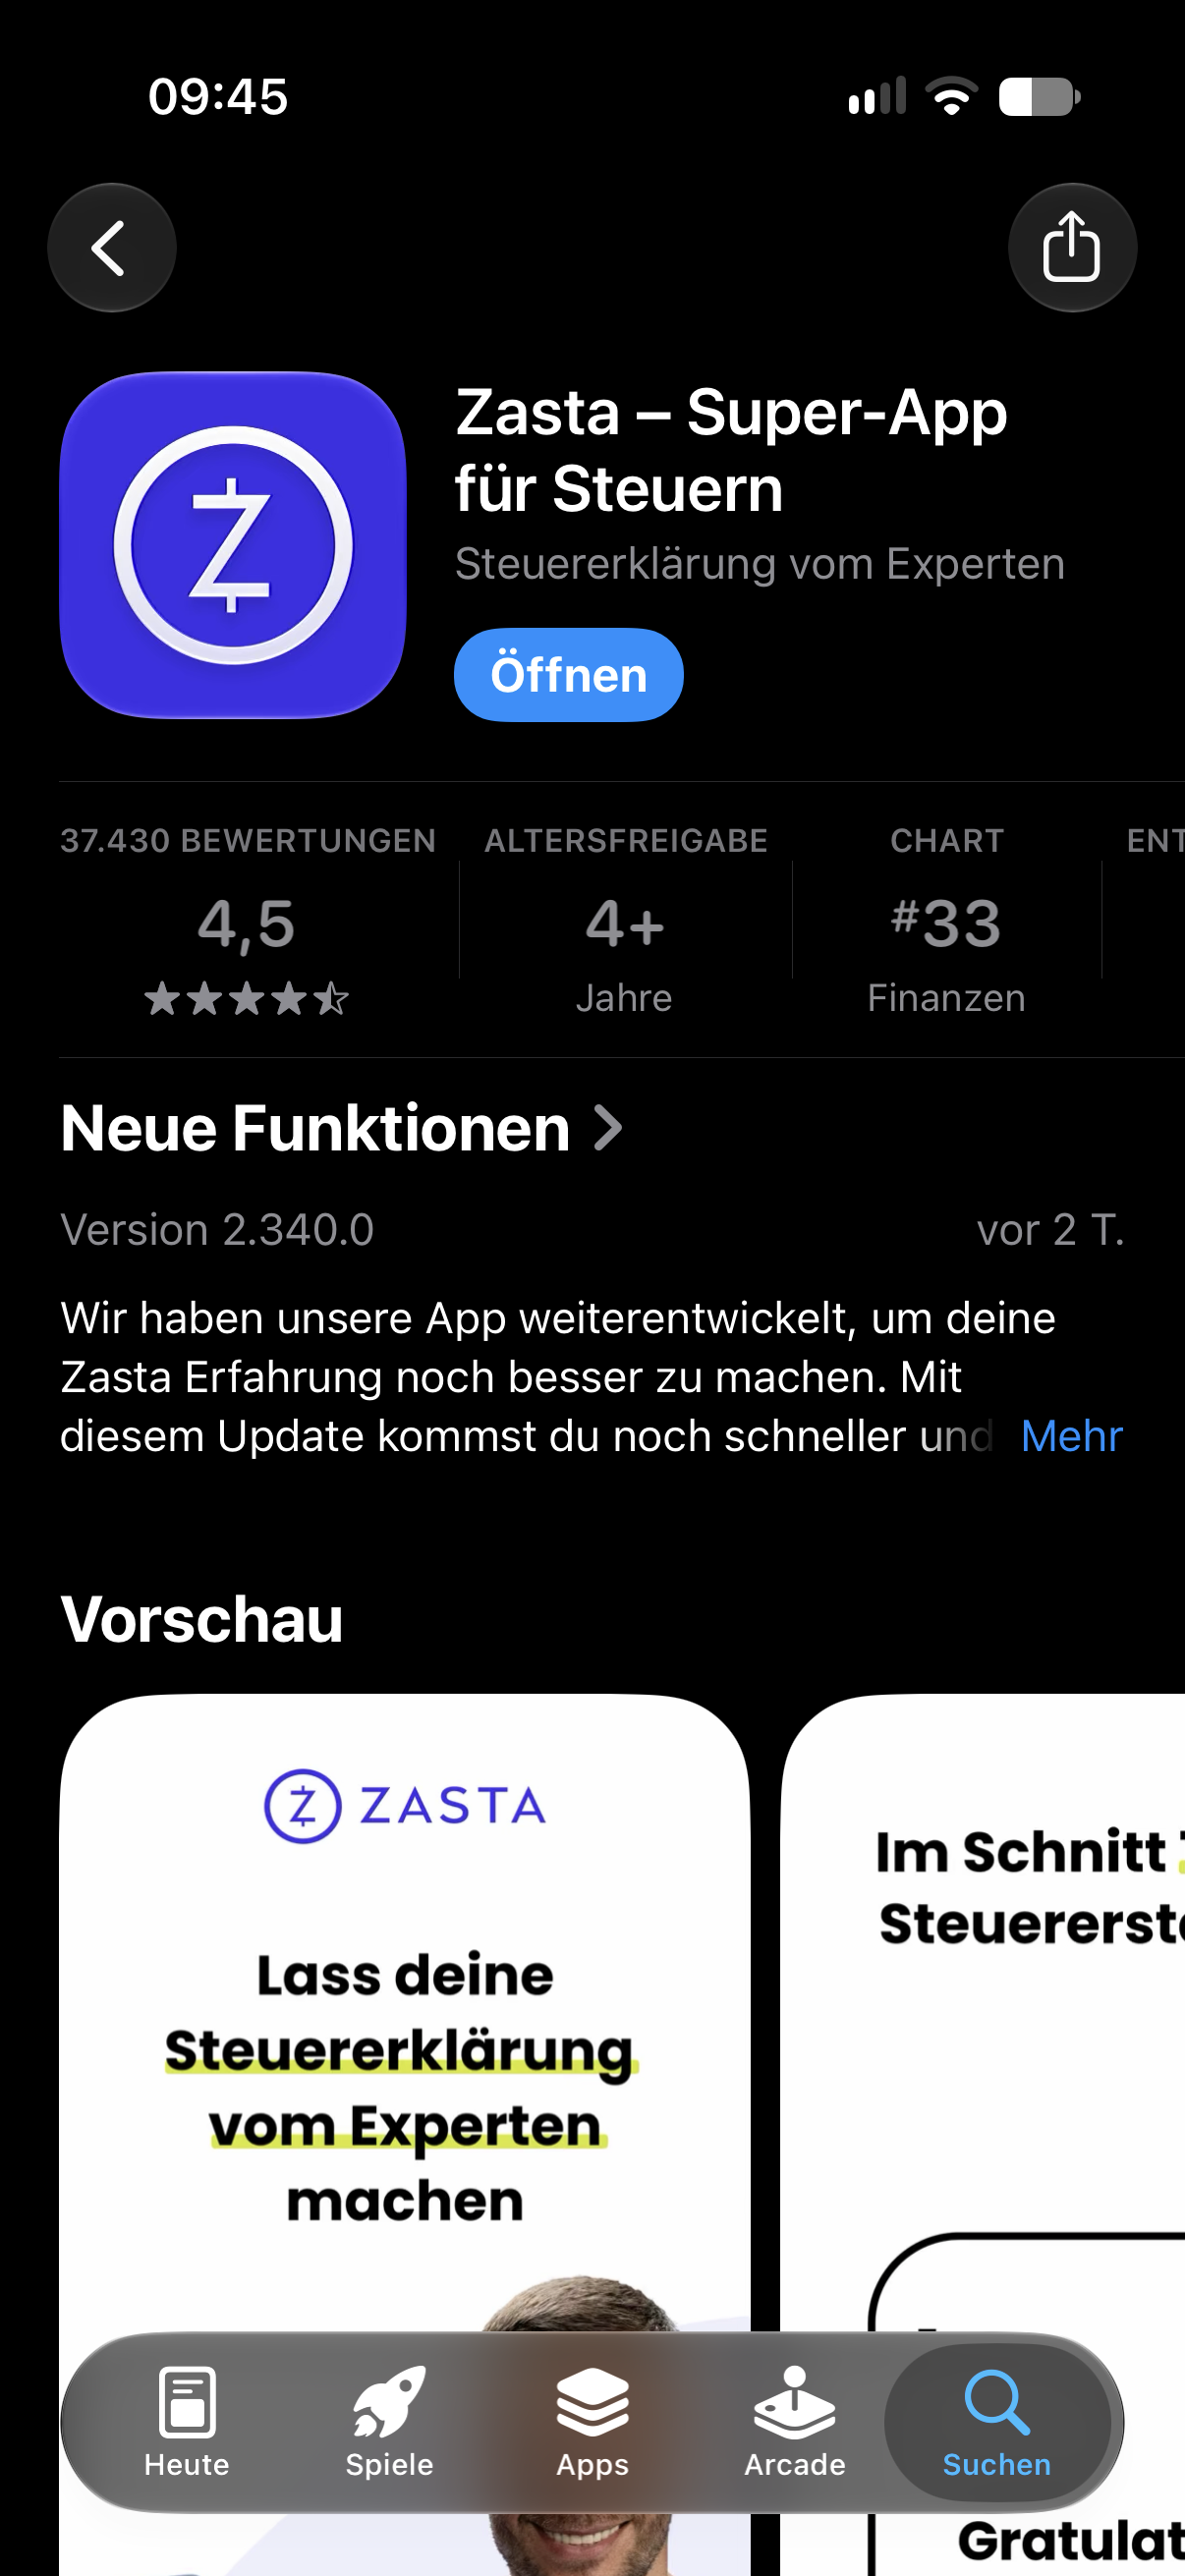 09:45
Zasta – Super-App
für Steuern
Steuererklärung vom Experten
Öffnen
37.430 BEWERTUNGEN
4,5
ALTERSFREIGABE
4+
Jahre
CHART
#33
Finanzen
Neue Funktionen
Version 2.340.0
vor 2 T.
Wir haben unsere App weiterentwickelt, um deine
Zasta Erfahrung noch besser zu machen. Mit
diesem Update kommst du noch schneller und Mehr
Vorschau
ZASTA
Lass deine
Steuererklärung
vom Experten
machen
Im Schnitt
Heute
Spiele
Apps
Arcade
Suchen